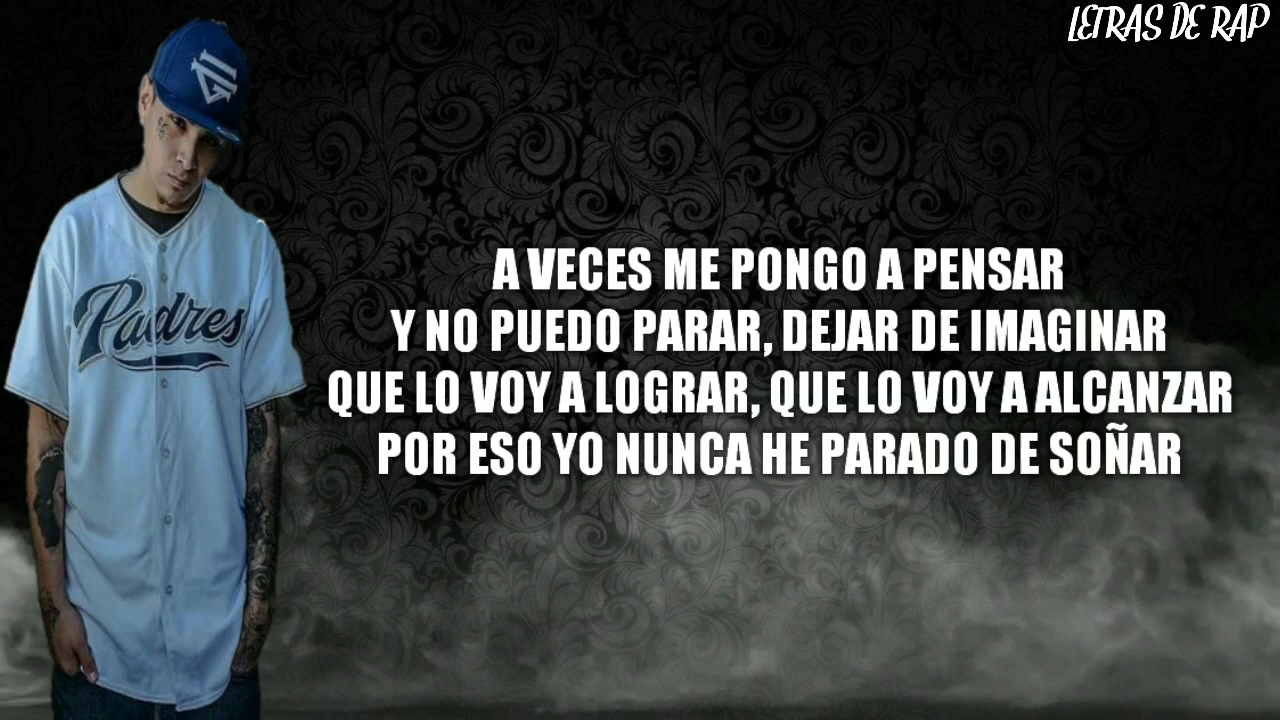 LETRAS DE RAP
Padres
A VECES ME PONGO A PENSAR
Y NO PUEDO PARAR, DEJAR DE IMAGINAR
QUE LO VOY A LOGRAR, QUE LO VOY A ALCANZAR
POR ESO YO NUNCA HE PARADO DE SOÑAR